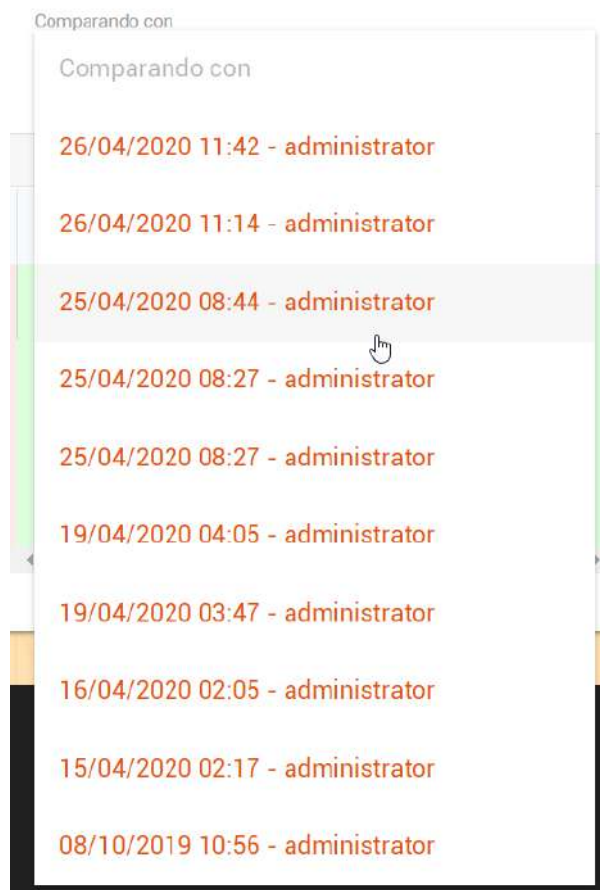 Comparando con
Comparando con
26/04/2020 11:42 - administrator
26/04/2020 11:14 - administrator
25/04/2020 08:44 - administrator
25/04/2020 08:27 - administrator
25/04/2020 08:27 - administrator
19/04/2020 04:05 - administrator
19/04/2020 03:47 - administrator
16/04/2020 02:05 - administrator
15/04/2020 02:17 - administrator
08/10/2019 10:56 - administrator